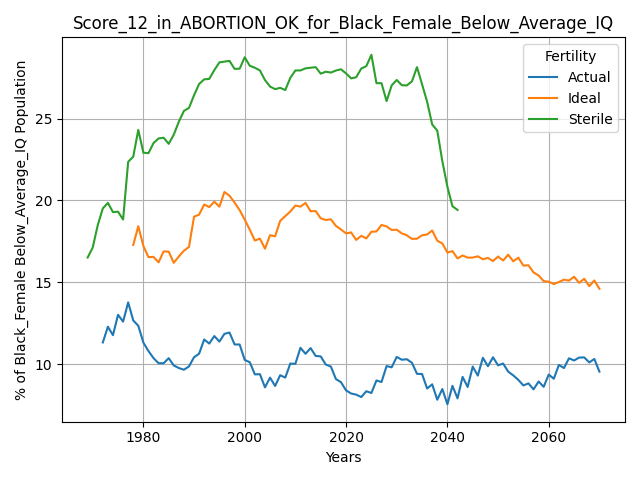 Score_12_in_ABORTION_OK_for_Black_Female_Below_Average_IQ
% of Black_Female Below_Average_IQ Population
25
20
15
10
Fertility
Actual
Ideal
Sterile
1980
2000
2020
2040
2060
Years